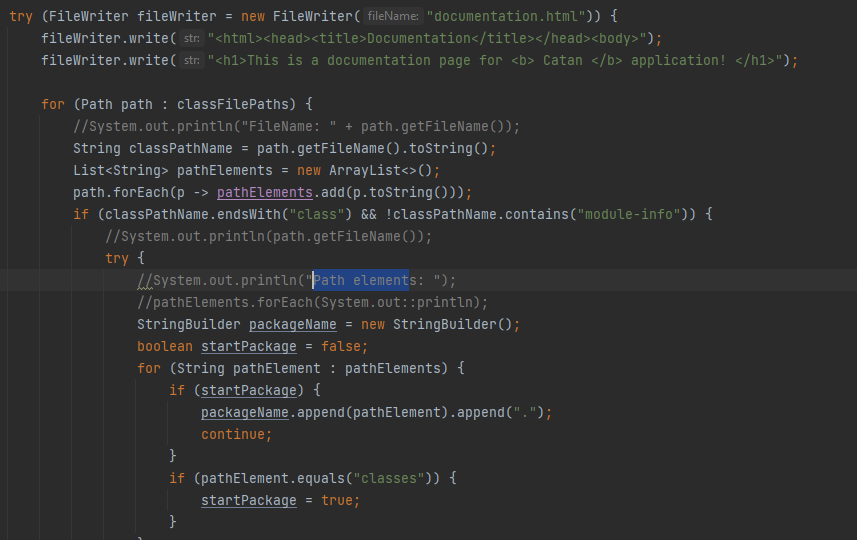 try (FileWriter fileWriter = new FileWriter( fileName: "documentation.html")) {
    fileWriter.write( str: "<html><head><title>Documentation</title></head><body>");
    fileWriter.write( str: "<h1>This is a documentation page for <b> Catan </b> application! </h1>");

    for (Path path : classFilePaths) {
        //System.out.println("FileName: " + path.getFileName());
        String classPathName = path.getFileName().toString();
        List<String> pathElements = new ArrayList<>();
        path.forEach(p -> pathElements.add(p.toString()));
        if (classPathName.endsWith("class") && !classPathName.contains("module-info")) {
            //System.out.println(path.getFileName());
            try {
                //System.out.println("Path elements: ");
                //pathElements.forEach(System.out::println);
                StringBuilder packageName = new StringBuilder();
                boolean startPackage = false;
                for (String pathElement : pathElements) {
                    if (startPackage) {
                        packageName.append(pathElement).append(".");
                        continue;
                    }
                    if (pathElement.equals("classes")) {
                        startPackage = true;
                    }